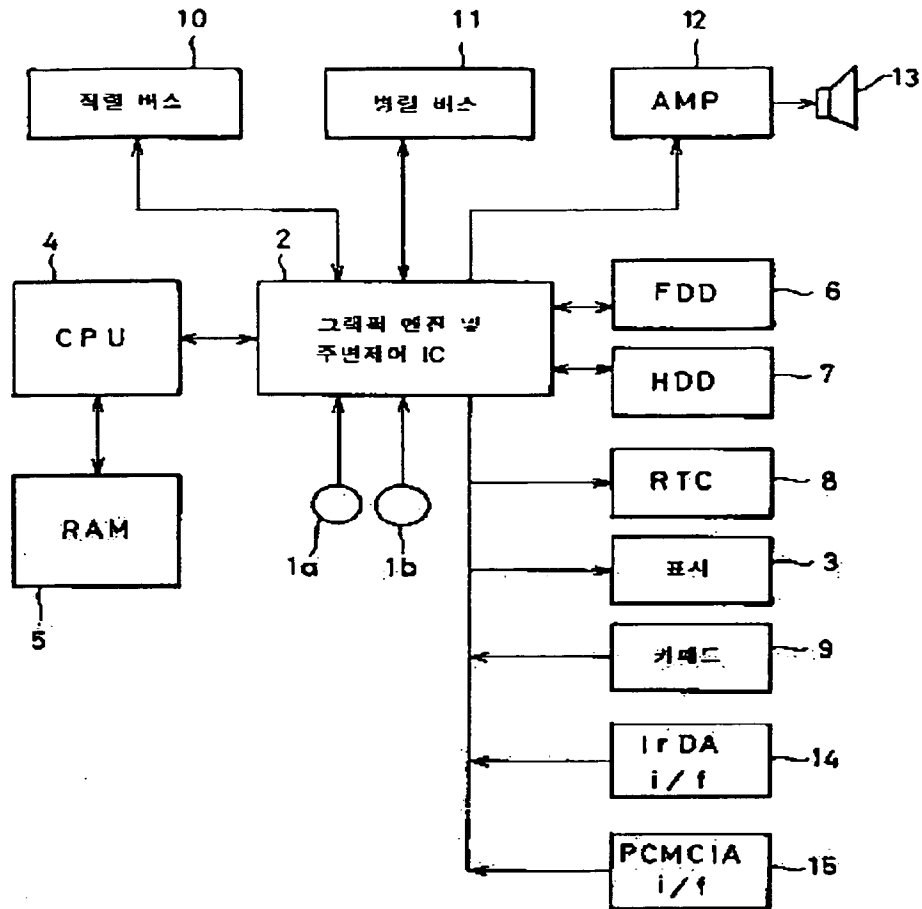 10
11
12
13
직렬 버스
병렬 버스
AMP
4
2
CPU
그래픽 엔진 및
주변제어 IC
FDD
6
HDD
7
RTC
8
RAM
1a
1b
표시
3
5
키패드
9
IrDA
i/f
14
PCMCIA
i/f
15